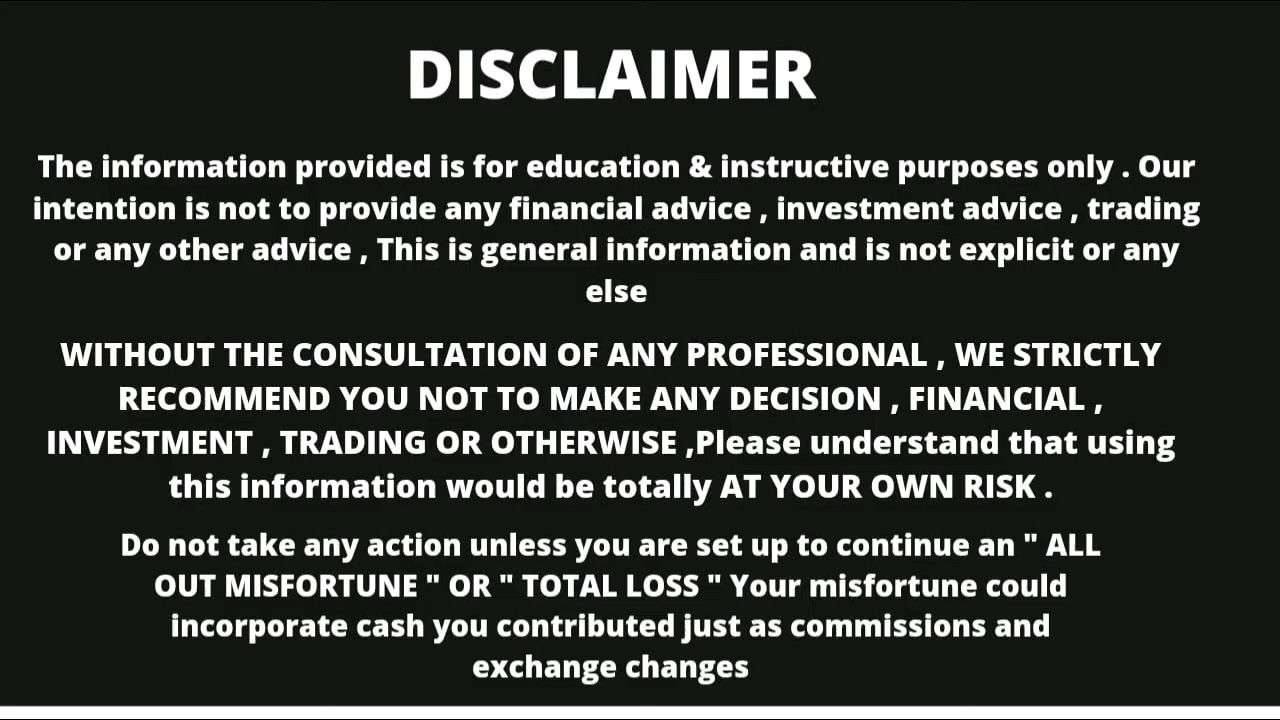 DISCLAIMER
The information provided is for education & instructive purposes only . Our
intention is not to provide any financial advice , investment advice , trading
or any other advice , This is general information and is not explicit or any
else
WITHOUT THE CONSULTATION OF ANY PROFESSIONAL , WE STRICTLY
RECOMMEND YOU NOT TO MAKE ANY DECISION , FINANCIAL ,
INVESTMENT , TRADING OR OTHERWISE ,Please understand that using
this information would be totally AT YOUR OWN RISK .
Do not take any action unless you are set up to continue an " ALL
OUT MISFORTUNE " OR " TOTAL LOSS " Your misfortune could
incorporate cash you contributed just as commissions and
exchange changes